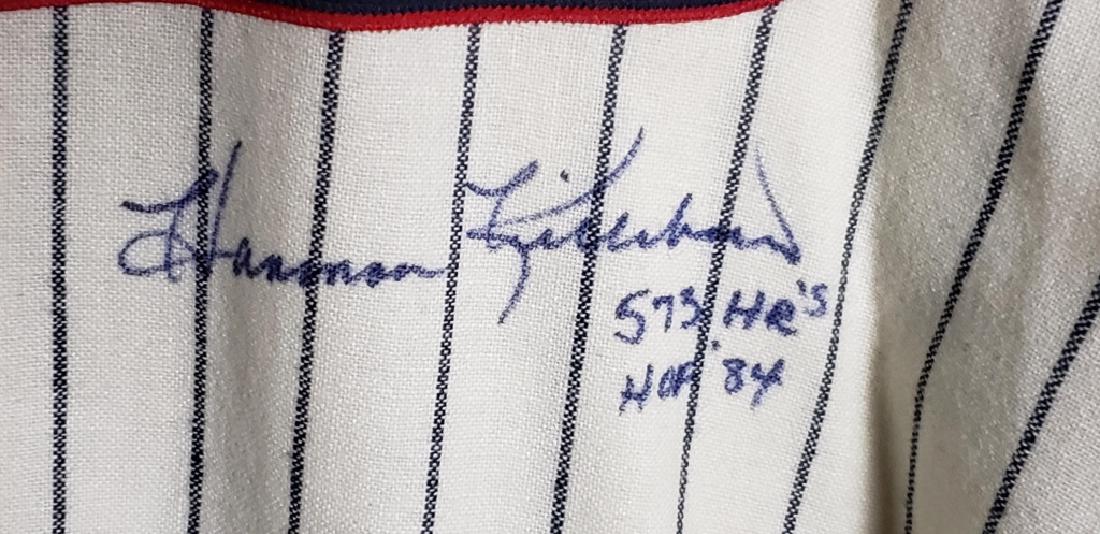 Harmon Killebrew
573 HR'S
HOF '84